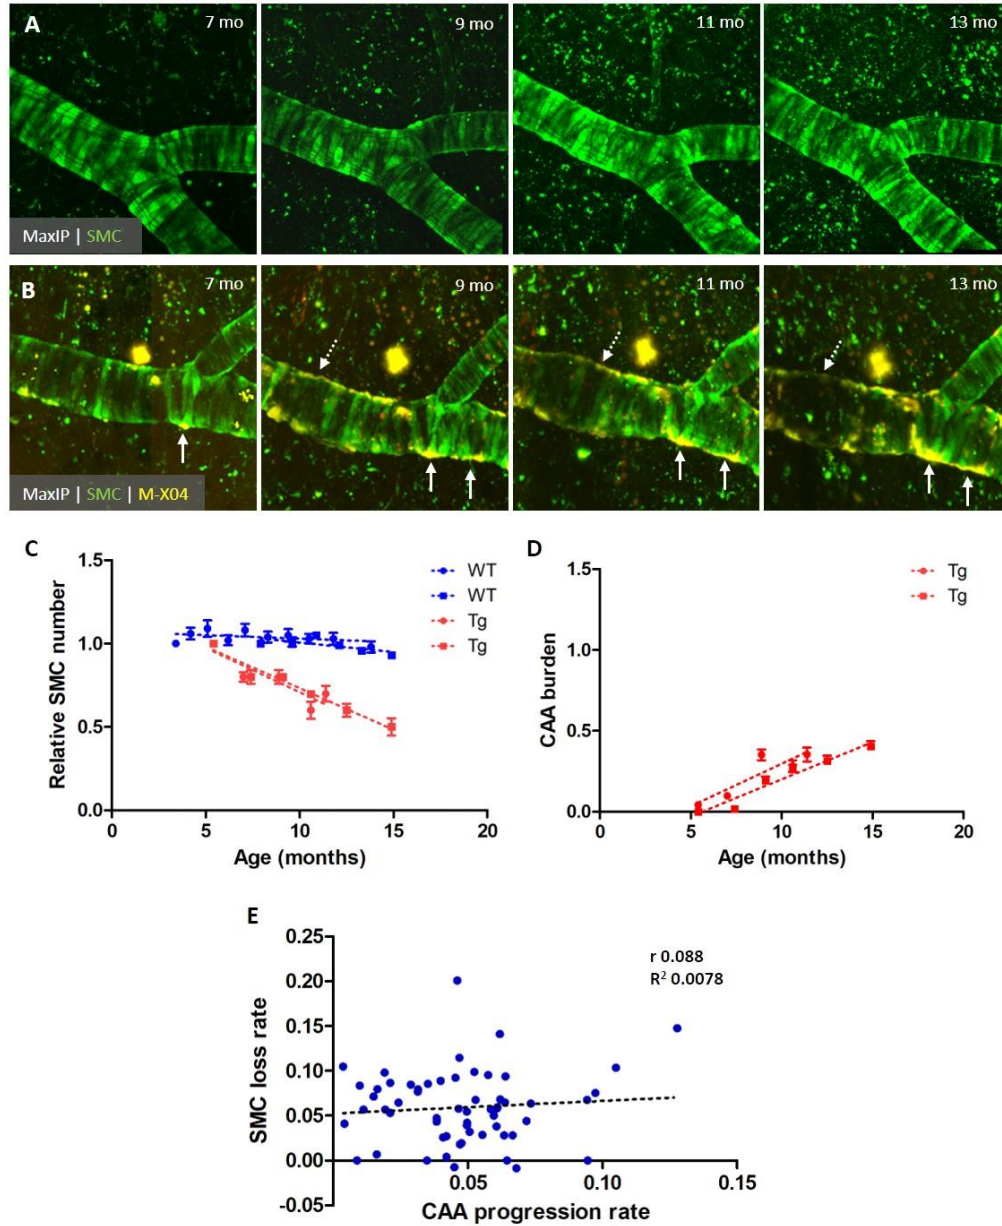 A
7 mo
9 mo
11 mo
13 mo
MaxIP | SMC
B
7 mo
9 mo
11 mo
13 mo
MaxIP | SMC | M-X04
C
Relative SMC number
1.5
1.0
0.5
0.0
0
5
10
15
20
Age (months)
WT
WT
Tg
Tg
D
CAA burden
1.5
1.0
0.5
0.0
0
5
10
15
20
Age (months)
Tg
Tg
E
SMC loss rate
0.25
0.20
0.15
0.10
0.05
0.00
-0.05
0.05
0.10
0.15
CAA progression rate
r 0.088
R² 0.0078